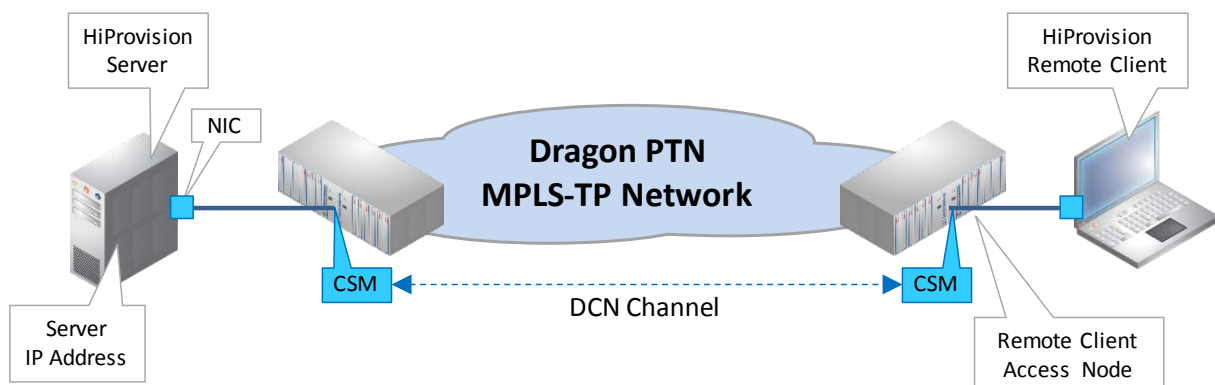 HiProvision
Server
NIC
HiProvision
Remote Client
Dragon PTN
MPLS-TP Network
CSM
CSM
DCN Channel
Server
IP Address
Remote Client
Access Node